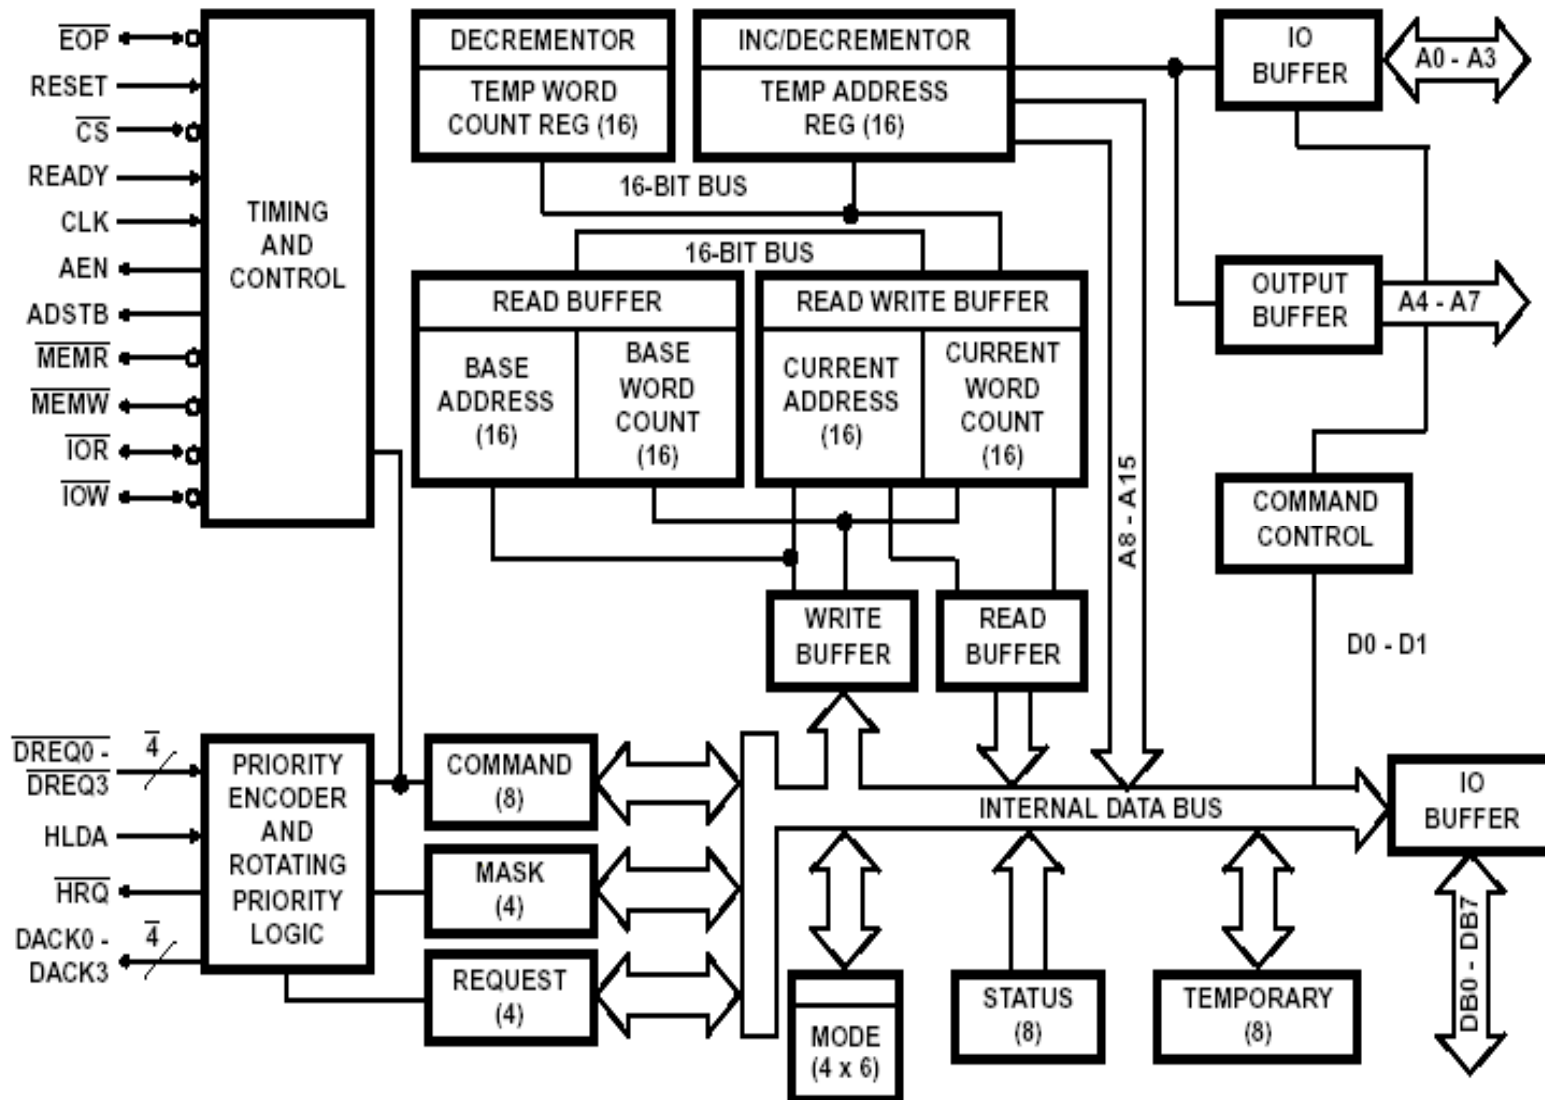 EOP
RESET
CS
READY
CLK
AEN
ADSTB
MEMR
MEMW
IOR
IOW
TIMING
AND
CONTROL
DECREMENTOR
TEMP WORD
COUNT REG (16)
INC/DECREMENTOR
TEMP ADDRESS
REG (16)
IO
BUFFER
A0 - A3
16-BIT BUS
16-BIT BUS
READ BUFFER
BASE
ADDRESS
(16)
BASE
WORD
COUNT
(16)
READ WRITE BUFFER
CURRENT
ADDRESS
(16)
CURRENT
WORD
COUNT
(16)
A8 - A15
OUTPUT
BUFFER
A4 - A7
COMMAND
CONTROL
D0 - D1
WRITE
BUFFER
READ
BUFFER
DREQ0 -
DREQ3
4
HLDA
HRQ
DACK0 -
DACK3
4
PRIORITY
ENCODER
AND
ROTATING
PRIORITY
LOGIC
COMMAND
(8)
MASK
(4)
REQUEST
(4)
INTERNAL DATA BUS
IO
BUFFER
DB0 - DB7
MODE
(4 x 6)
STATUS
(8)
TEMPORARY
(8)